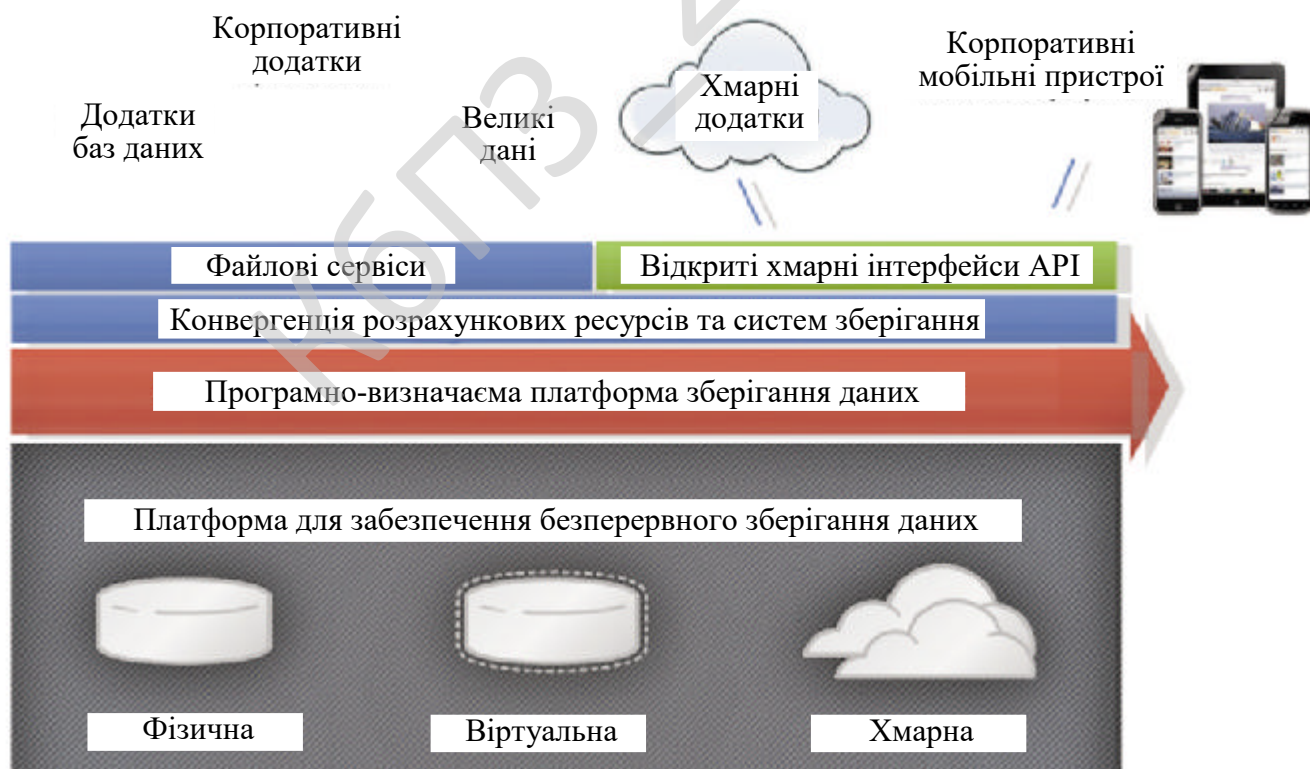 Корпоративні
додатки
Додатки
баз даних
Великі
дані
Хмарні
додатки
Корпоративні
мобільні пристрої
Файлові сервіси
Відкриті хмарні інтерфейси API
Конвергенція розрахункових ресурсів та систем зберігання
Програмно-визначаєма платформа зберігання даних
Платформа для забезпечення безперервного зберігання даних
Фізична
Віртуальна
Хмарна
КбПЗ